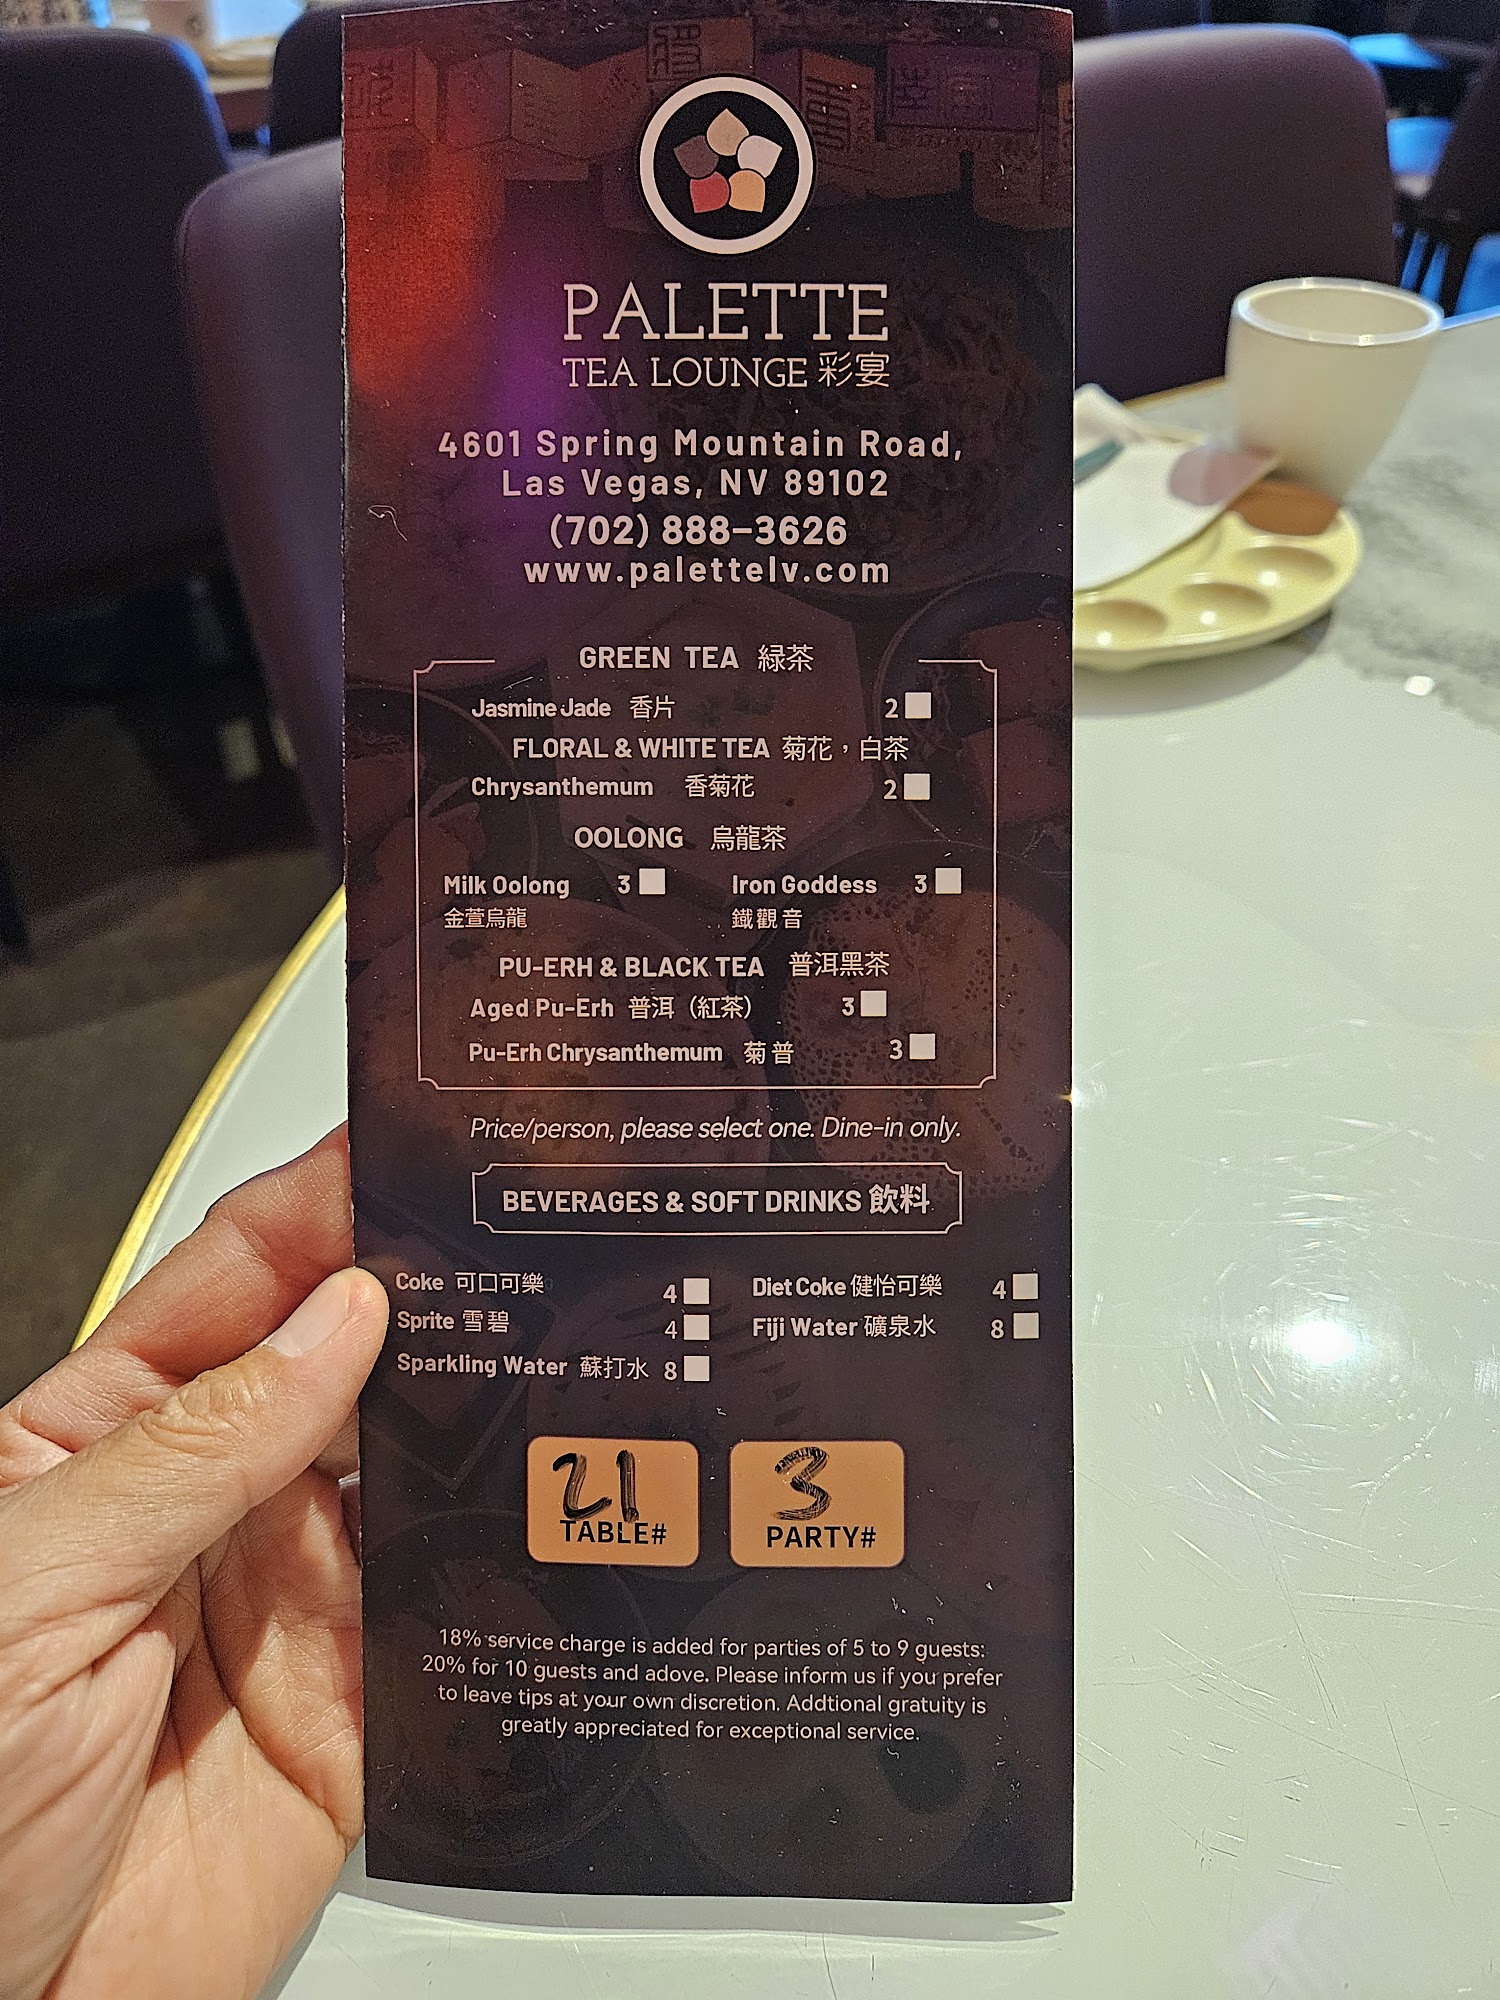 PALETTE
TEA LOUNGE 彩宴
4601 Spring Mountain Road,
Las Vegas, NV 89102
(702) 888-3626
www.palettelv.com
GREEN TEA 緑茶
Jasmine Jade 香片 2
FLORAL & WHITE TEA 菊花，白茶
Chrysanthemum 香菊花 2
OOLONG 烏龍茶
Milk Oolong 3 Iron Goddess 3
金萱烏龍 鐵觀音
PU-ERH & BLACK TEA 普洱黑茶
Aged Pu-Erh 普洱（紅茶） 3
Pu-Erh Chrysanthemum 菊普 3
Price/person, please select one. Dine-in only.
BEVERAGES & SOFT DRINKS 飲料
Coke 可口可樂 4 Diet Coke 健怡可樂 4
Sprite 雪碧 4 Fiji Water 礦泉水 8
Sparkling Water 蘇打水 8
21 3
TABLE# PARTY#
18% service charge is added for parties of 5 to 9 guests:
20% for 10 guests and adove. Please inform us if you prefer
to leave tips at your own discretion. Addtional gratuity is
greatly appreciated for exceptional service.